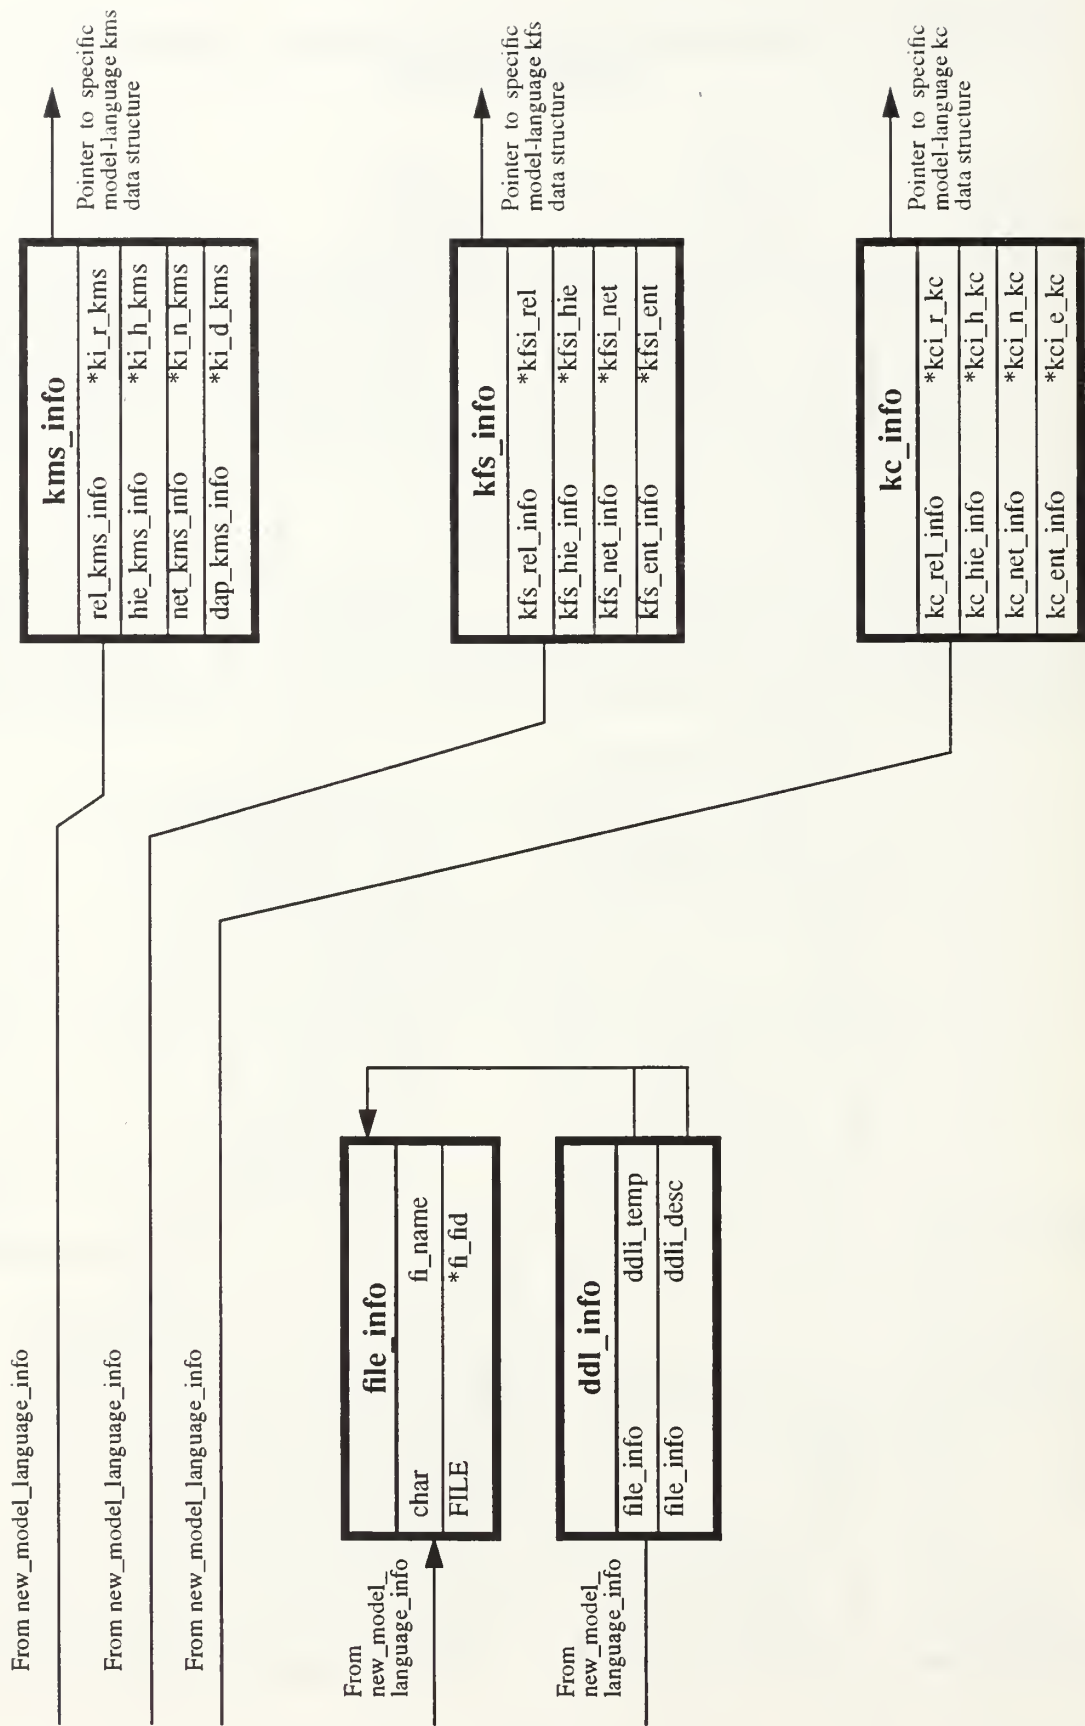 From new_model_language_info
From new_model_language_info
From new_model_language_info
kms_info
rel_kms_info *ki_r_kms
hie_kms_info *ki_h_kms
net_kms_info *ki_n_kms
dap_kms_info *ki_d_kms
Pointer to specific
model-language kms
data structure
From
new_model_
language_info
file_info
char fi_name
FILE *fi_fid
kfs_info
kfs_rel_info *kfsi_rel
kfs_hie_info *kfsi_hie
kfs_net_info *kfsi_net
kfs_ent_info *kfsi_ent
Pointer to specific
model-language kfs
data structure
From
new_model_
language_info
ddl_info
file_info ddli_temp
file_info ddli_desc
kc_info
kc_rel_info *kci_r_kc
kc_hie_info *kci_h_kc
kc_net_info *kci_n_kc
kc_ent_info *kci_e_kc
Pointer to specific
model-language kc
data structure